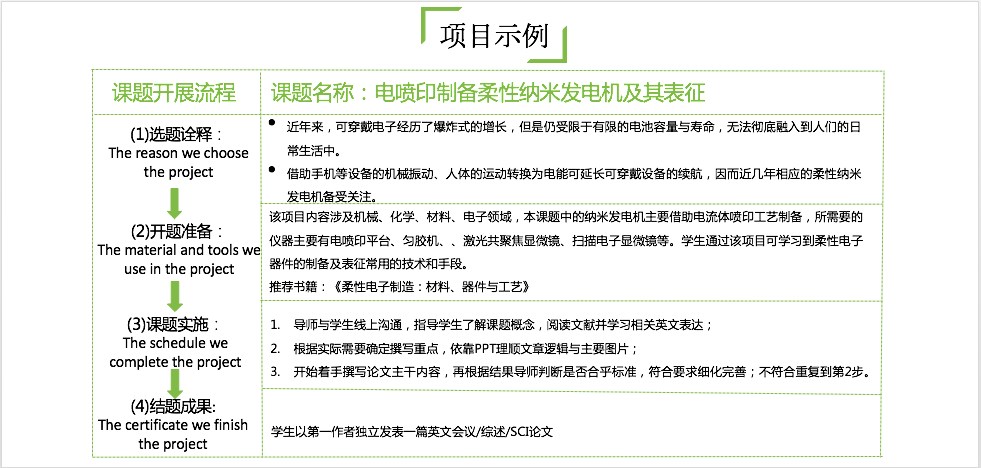 项目示例
课题开展流程
课题名称：电喷印制备柔性纳米发电机及其表征
(1)选题诠释：
The reason we choose
the project
● 近年来，可穿戴电子经历了爆炸式的增长，但是仍受限于有限的电池容量与寿命，无法彻底融入到人们的日
常生活中。
● 借助手机等设备的机械振动、人体的运动转换为电能可延长可穿戴设备的续航，因而近几年相应的柔性纳米
发电机备受关注。
(2)开题准备：
The material and tools we
use in the project
该项目内容涉及机械、化学、材料、电子领域，本课题中的纳米发电机主要借助电流体喷印工艺制备，所需要的
仪器主要有电喷印平台、匀胶机、、激光共聚焦显微镜、扫描电子显微镜等。学生通过该项目可学习到柔性电子
器件的制备及表征常用的技术和手段。
推荐书籍：《柔性电子制造：材料、器件与工艺》
(3)课题实施：
The schedule we
complete the project
1. 导师与学生线上沟通，指导学生了解课题概念，阅读文献并学习相关英文表达；
2. 根据实际需要确定撰写重点，依靠PPT理顺文章逻辑与主要图片；
3. 开始着手撰写论文主干内容，再根据结果导师判断是否合乎标准，符合要求细化完善；不符合重复到第2步。
(4)结题成果:
The certificate we finish
the project
学生以第一作者独立发表一篇英文会议/综述/SCI论文